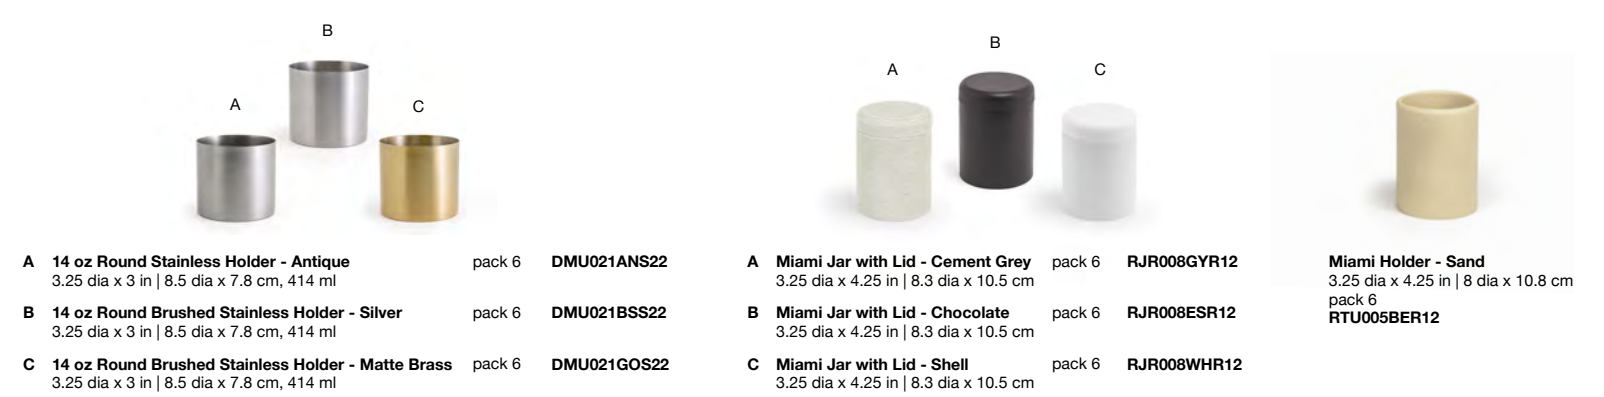 B
A
C
A 14 oz Round Stainless Holder - Antique pack 6 DMU021ANS22
3.25 dia x 3 in | 8.5 dia x 7.8 cm, 414 ml
B 14 oz Round Brushed Stainless Holder - Silver pack 6 DMU021BSS22
3.25 dia x 3 in | 8.5 dia x 7.8 cm, 414 ml
C 14 oz Round Brushed Stainless Holder - Matte Brass pack 6 DMU021GOS22
3.25 dia x 3 in | 8.5 dia x 7.8 cm, 414 ml
B
A
C
A Miami Jar with Lid - Cement Grey pack 6 RJR008GYR12
3.25 dia x 4.25 in | 8.3 dia x 10.5 cm
B Miami Jar with Lid - Chocolate pack 6 RJR008ESR12
3.25 dia x 4.25 in | 8.3 dia x 10.5 cm
C Miami Jar with Lid - Shell pack 6 RJR008WHR12
3.25 dia x 4.25 in | 8.3 dia x 10.5 cm
Miami Holder - Sand
3.25 dia x 4.25 in | 8 dia x 10.8 cm
pack 6
RTU005BER12